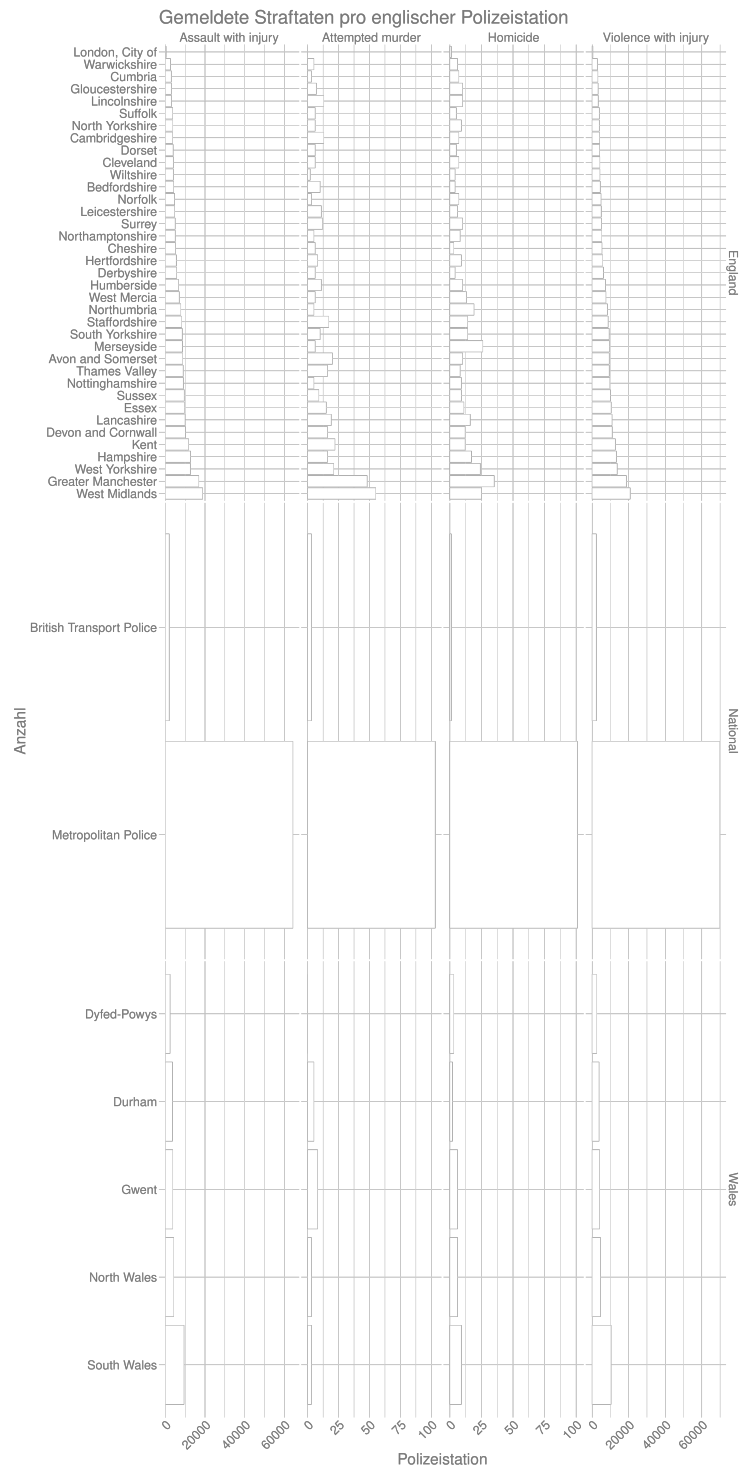 Gemeldete Straftaten pro englischer Polizeistation
Assault with injury Attempted murder Homicide Violence with injury
London, City of
Warwickshire
Cumbria
Gloucestershire
Lincolnshire
Suffolk
North Yorkshire
Cambridgeshire
Dorset
Cleveland
Wiltshire
Bedfordshire
Norfolk
Leicestershire
Surrey
Northamptonshire
Cheshire
Hertfordshire
Derbyshire
Humberside
West Mercia
Northumbria
Staffordshire
South Yorkshire
Merseyside
Avon and Somerset
Thames Valley
Nottinghamshire
Sussex
Essex
Lancashire
Devon and Cornwall
Kent
Hampshire
West Yorkshire
Greater Manchester
West Midlands
England
British Transport Police
Metropolitan Police
National
Anzahl
Dyfed-Powys
Durham
Gwent
North Wales
South Wales
Wales
0 20000 40000 60000 0 25 50 75 100 0 25 50 75 100 0 20000 40000 60000
Polizeistation